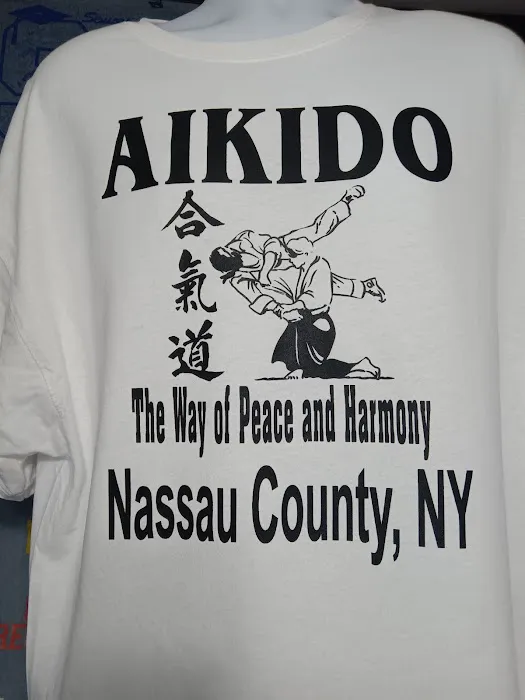 AIKIDO
合
氣
道
The Way of Peace and Harmony
Nassau County, NY